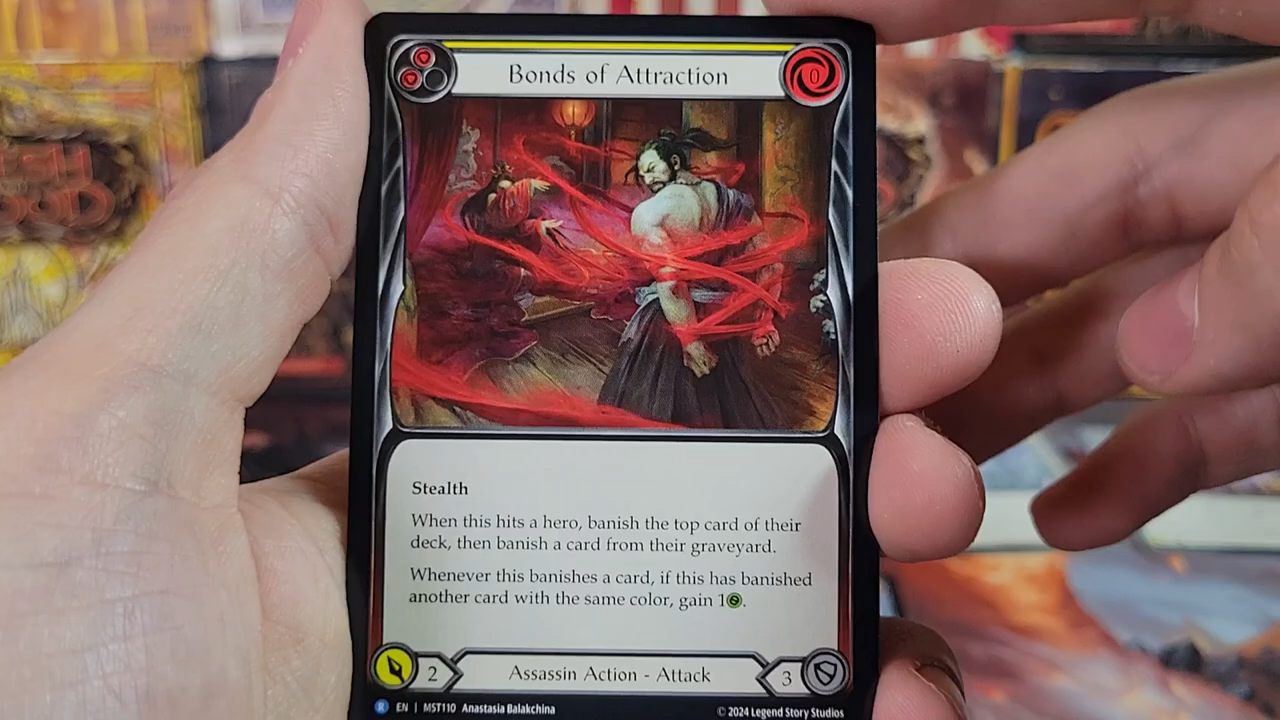 0
Bonds of Attraction
Stealth
When this hits a hero, banish the top card of their
deck, then banish a card from their graveyard.
Whenever this banishes a card, if this has banished
another card with the same color, gain 1
2
Assassin Action - Attack
3
R EN | MST110 Anastasia Balakchina
© 2024 Legend Story Studios